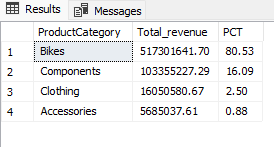 Results Messages
ProductCategory Total_revenue PCT
1 Bikes 517301641.70 80.53
2 Components 103355227.29 16.09
3 Clothing 16050580.67 2.50
4 Accessories 5685037.61 0.88